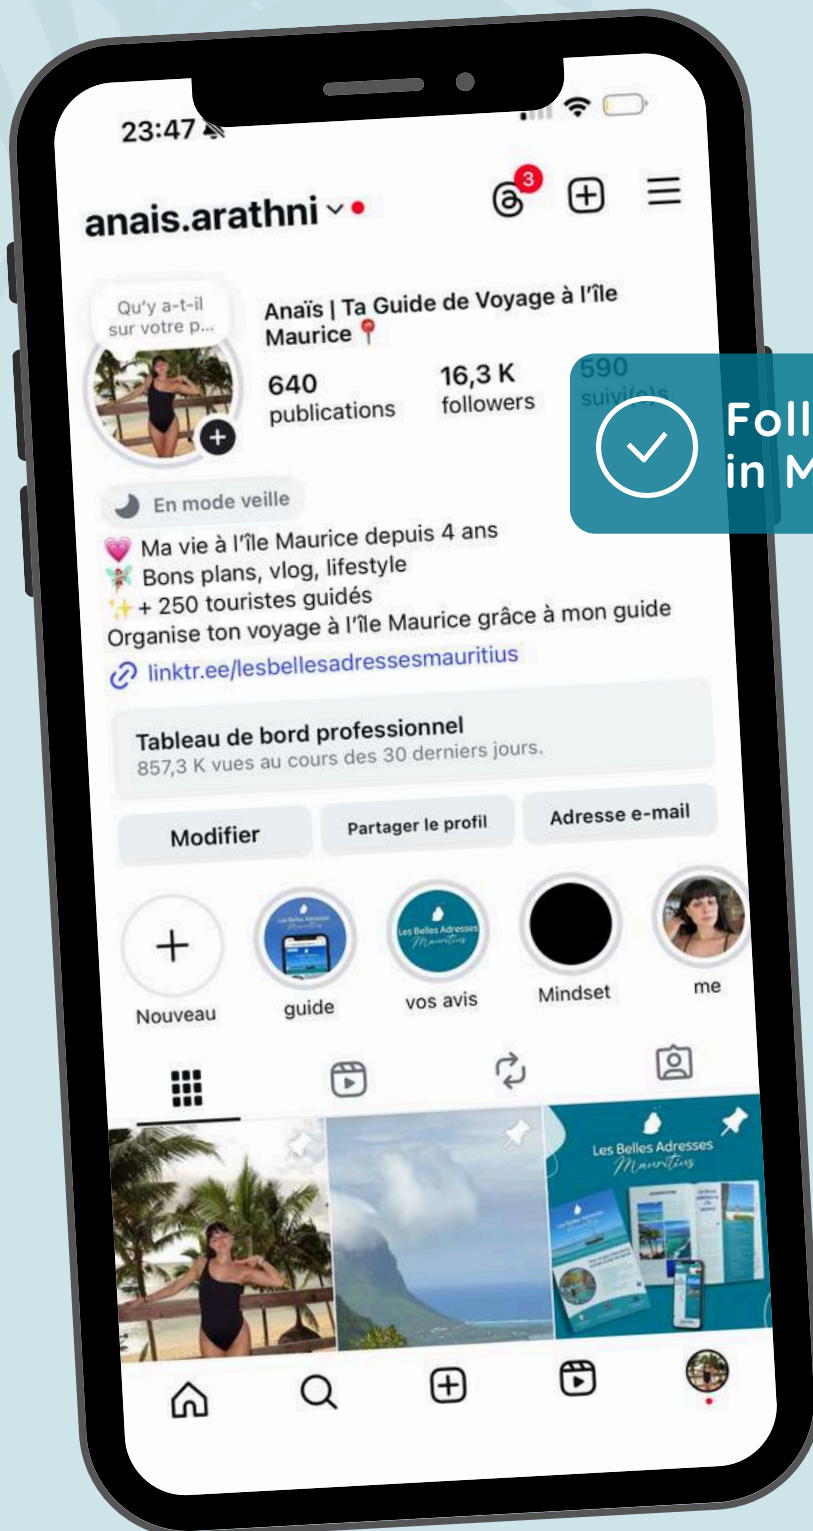 23:47
anais.arathni
3
Qu'y a-t-il
sur votre p...
Anaïs | Ta Guide de Voyage à l'île
Maurice
640
publications
16,3 K
followers
590
suivi(e)s
Foll
in M
En mode veille
Ma vie à l'île Maurice depuis 4 ans
Bons plans, vlog, lifestyle
+ 250 touristes guidés
Organise ton voyage à l'île Maurice grâce à mon guide
linktr.ee/lesbellesadressesmauritius
Tableau de bord professionnel
857,3 K vues au cours des 30 derniers jours.
Modifier
Partager le profil
Adresse e-mail
Les Belles Adresses
Mauritius
Les Belles Adresses
Mauritius
Nouveau
guide
vos avis
Mindset
me
Les Belles Adresses
Mauritius